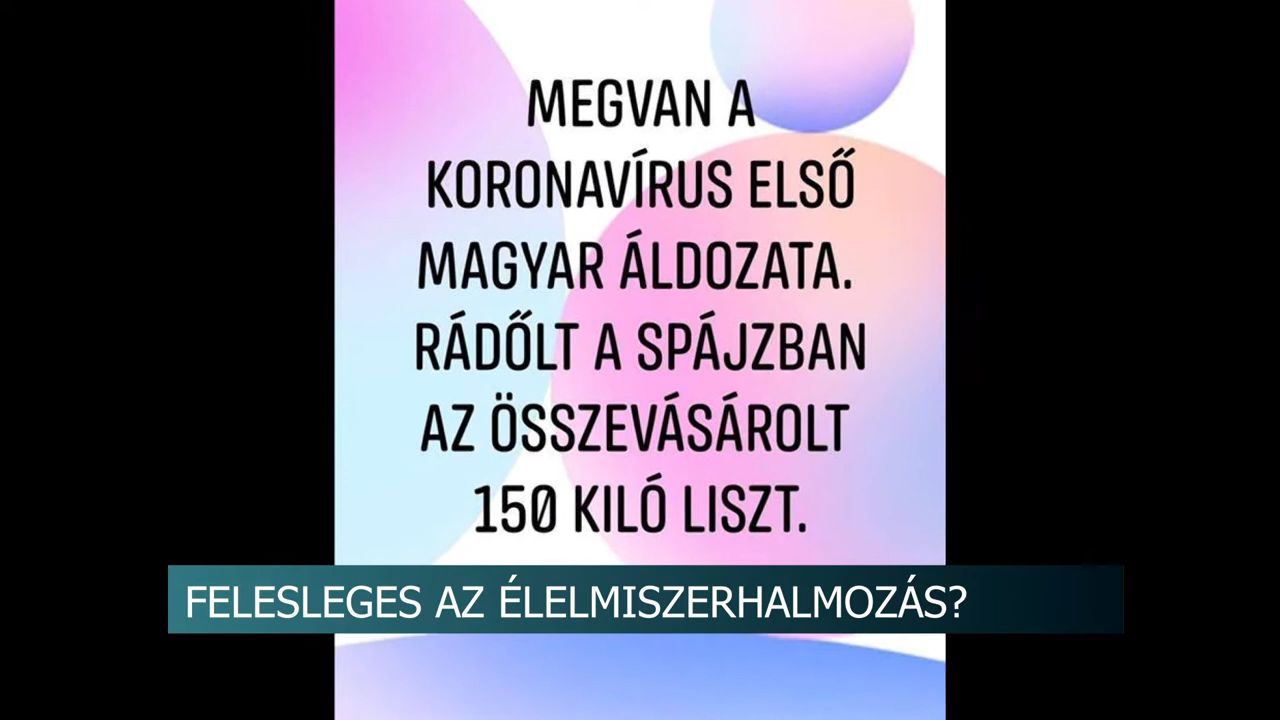 MEGVAN A
KORONAVÍRUS ELSŐ
MAGYAR ÁLDOZATA.
RÁDŐLT A SPÁJZBAN
AZ ÖSSZEVÁSÁROLT
150 KILÓ LISZT.
FELESLEGES AZ ÉLELMISZERHALMOZÁS?